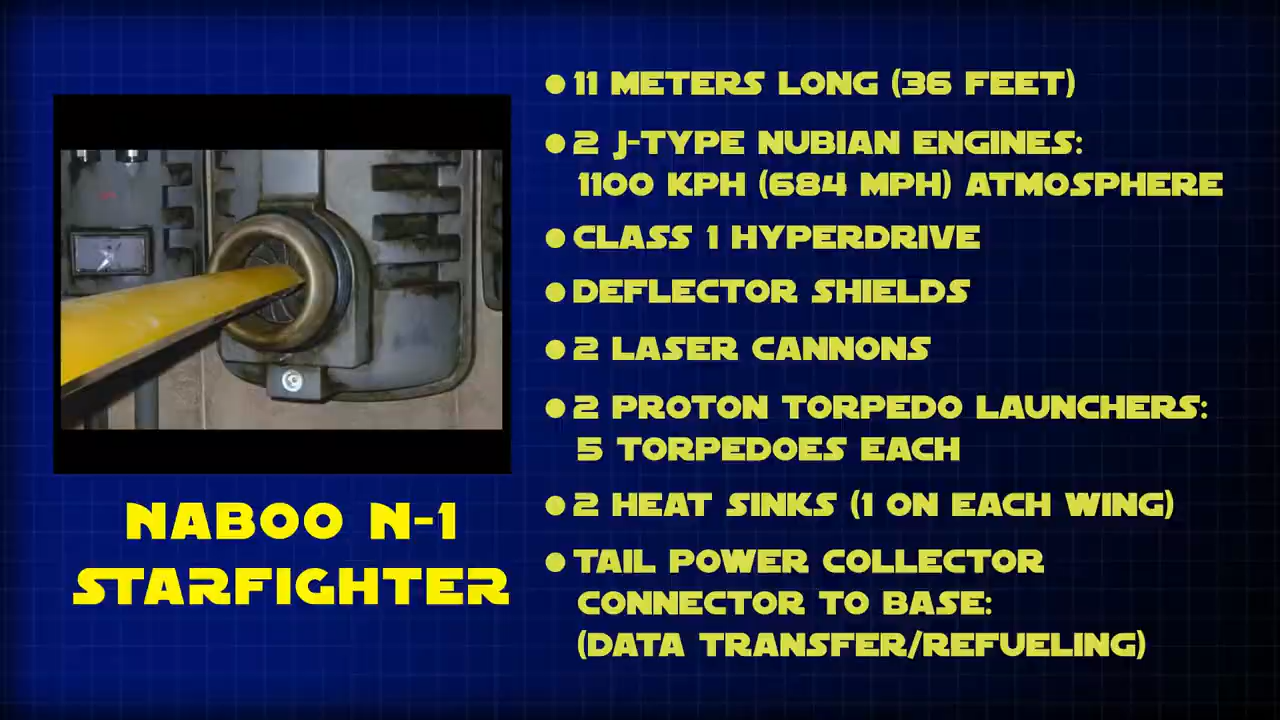 ● 11 METERS LONG (36 FEET)
● 2 J-TYPE NUBIAN ENGINES:
1100 KPH (684 MPH) ATMOSPHERE
● CLASS 1 HYPERDRIVE
● DEFLECTOR SHIELDS
● 2 LASER CANNONS
● 2 PROTON TORPEDO LAUNCHERS:
5 TORPEDOES EACH
● 2 HEAT SINKS (1 ON EACH WING)
● TAIL POWER COLLECTOR
CONNECTOR TO BASE:
(DATA TRANSFER/REFUELING)
NABOO N-1
STARFIGHTER